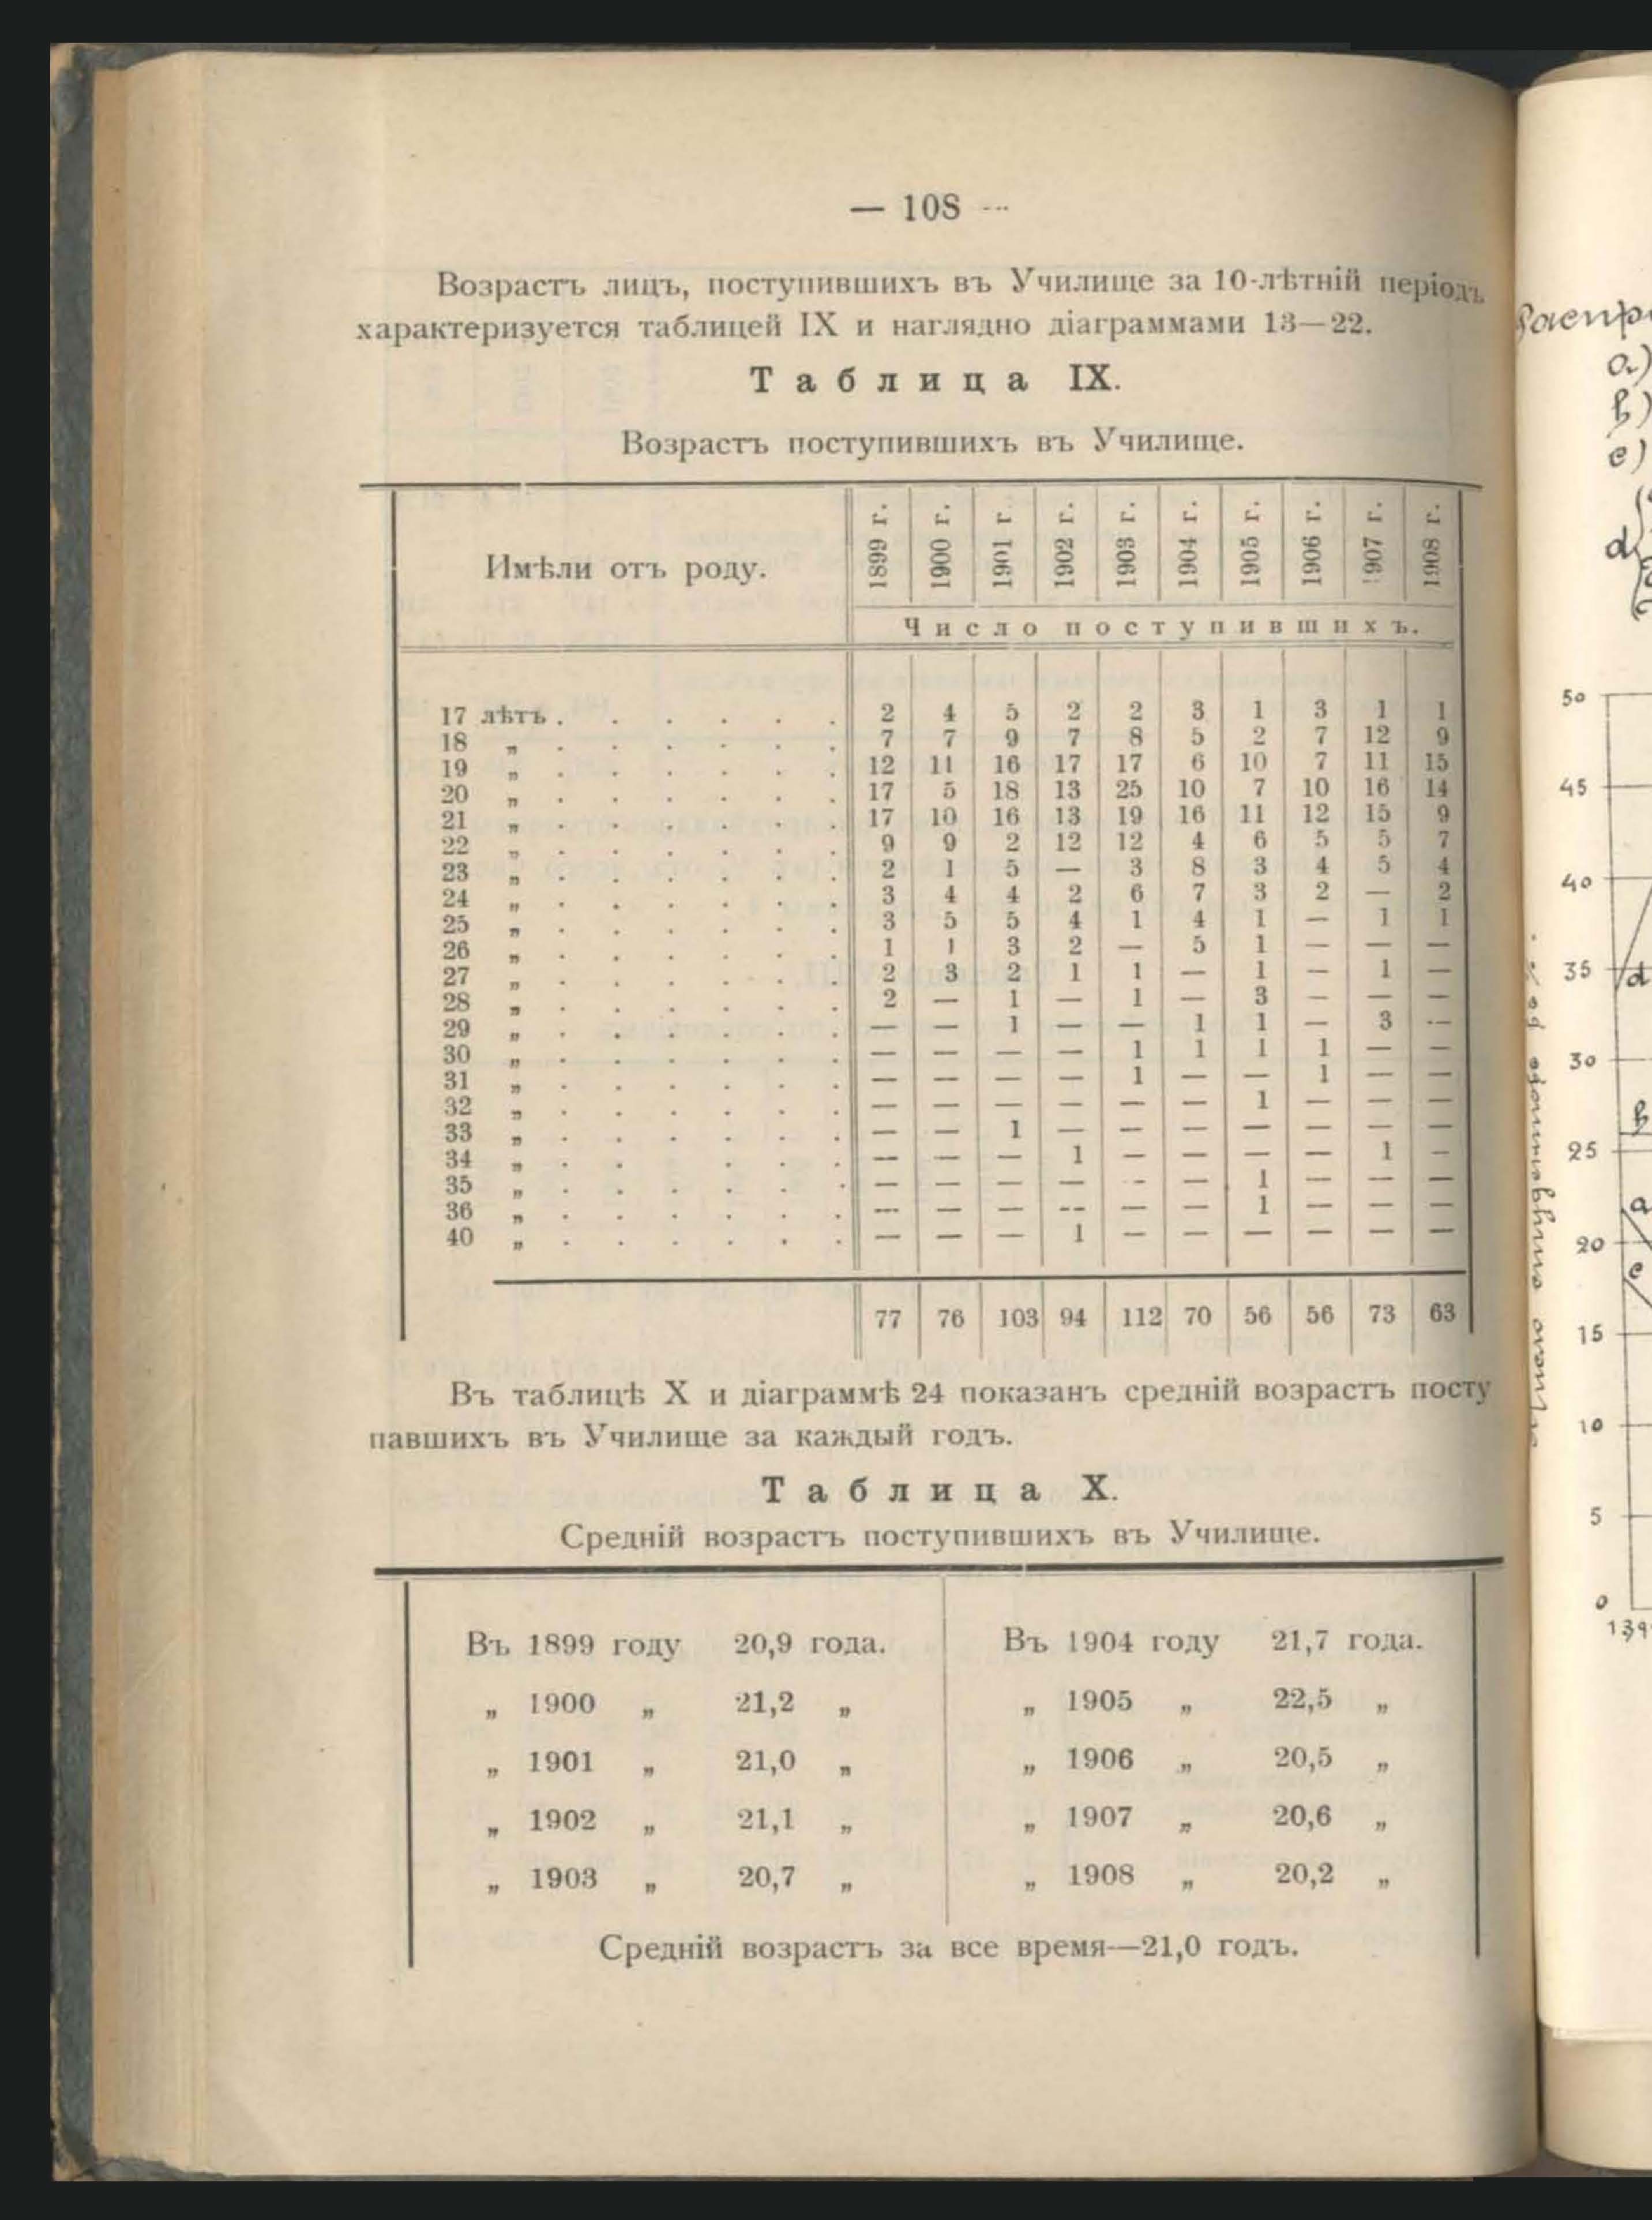 — 108 —
Возрастъ лицъ, поступившихъ въ Училище за 10-лѣтній періодъ
характеризуется таблицей IX и наглядно діаграммами 13—22.
Таблица IX.
Возрастъ поступившихъ въ Училище.
Имѣли отъ роду. 1899 г. 1900 г. 1901 г 1902 г. 1903 г. 1904 г. 1905 г. 1906 г. 1907 г. 1908 г.
Число поступившихъ.
17 лѣтъ . . . . . . 2 4 5 2 2 3 1 3 1 1
18 „ . . . . . . 7 7 9 7 8 5 2 7 12 9
19 „ . . . . . . 12 11 16 17 17 6 10 7 11 15
20 „ . . . . . . 17 5 18 13 25 10 7 10 16 14
21 „ . . . . . . 17 10 16 13 19 16 11 12 15 9
22 „ . . . . . . 9 9 2 12 12 4 6 5 5 7
23 „ . . . . . . 2 1 5 — 3 8 3 4 5 4
24 „ . . . . . . 3 4 4 2 6 7 3 2 — 2
25 „ . . . . . . 3 5 5 4 1 4 1 — 1 1
26 „ . . . . . . 1 1 3 2 — 5 1 — — —
27 „ . . . . . . 2 3 2 1 1 — 1 — 1 —
28 „ . . . . . . 2 — 1 — 1 — 3 — — —
29 „ . . . . . . — — 1 — — 1 1 — 3 —
30 „ . . . . . . — — — — 1 1 1 1 — —
31 „ . . . . . . — — — — 1 — — 1 — —
32 „ . . . . . . — — — — — — 1 — — —
33 „ . . . . . . — — 1 — — — — — — —
34 „ . . . . . . — — — 1 — — — — 1 —
35 „ . . . . . . — — — — — — 1 — — —
36 „ . . . . . . — — — — — — 1 — — —
40 „ . . . . . . — — — 1 — — — — — —
77 76 103 94 112 70 56 56 73 63
Въ таблицѣ X и діаграммѣ 24 показанъ средній возрастъ посту
павшихъ въ Училище за каждый годъ.
Таблица X.
Средній возрастъ поступившихъ въ Училище.
Въ 1899 году 20,9 года. Въ 1904 году 21,7 года.
„ 1900 „ 21,2 „ „ 1905 „ 22,5 „
„ 1901 „ 21,0 „ „ 1906 „ 20,5 „
„ 1902 „ 21,1 „ „ 1907 „ 20,6 „
„ 1903 „ 20,7 „ „ 1908 „ 20,2 „
Средній возрастъ за все время—21,0 годъ.
a)
b)
c)
d
50
45
40
35 d
30
b
25
a
20
c
15
10
5
0